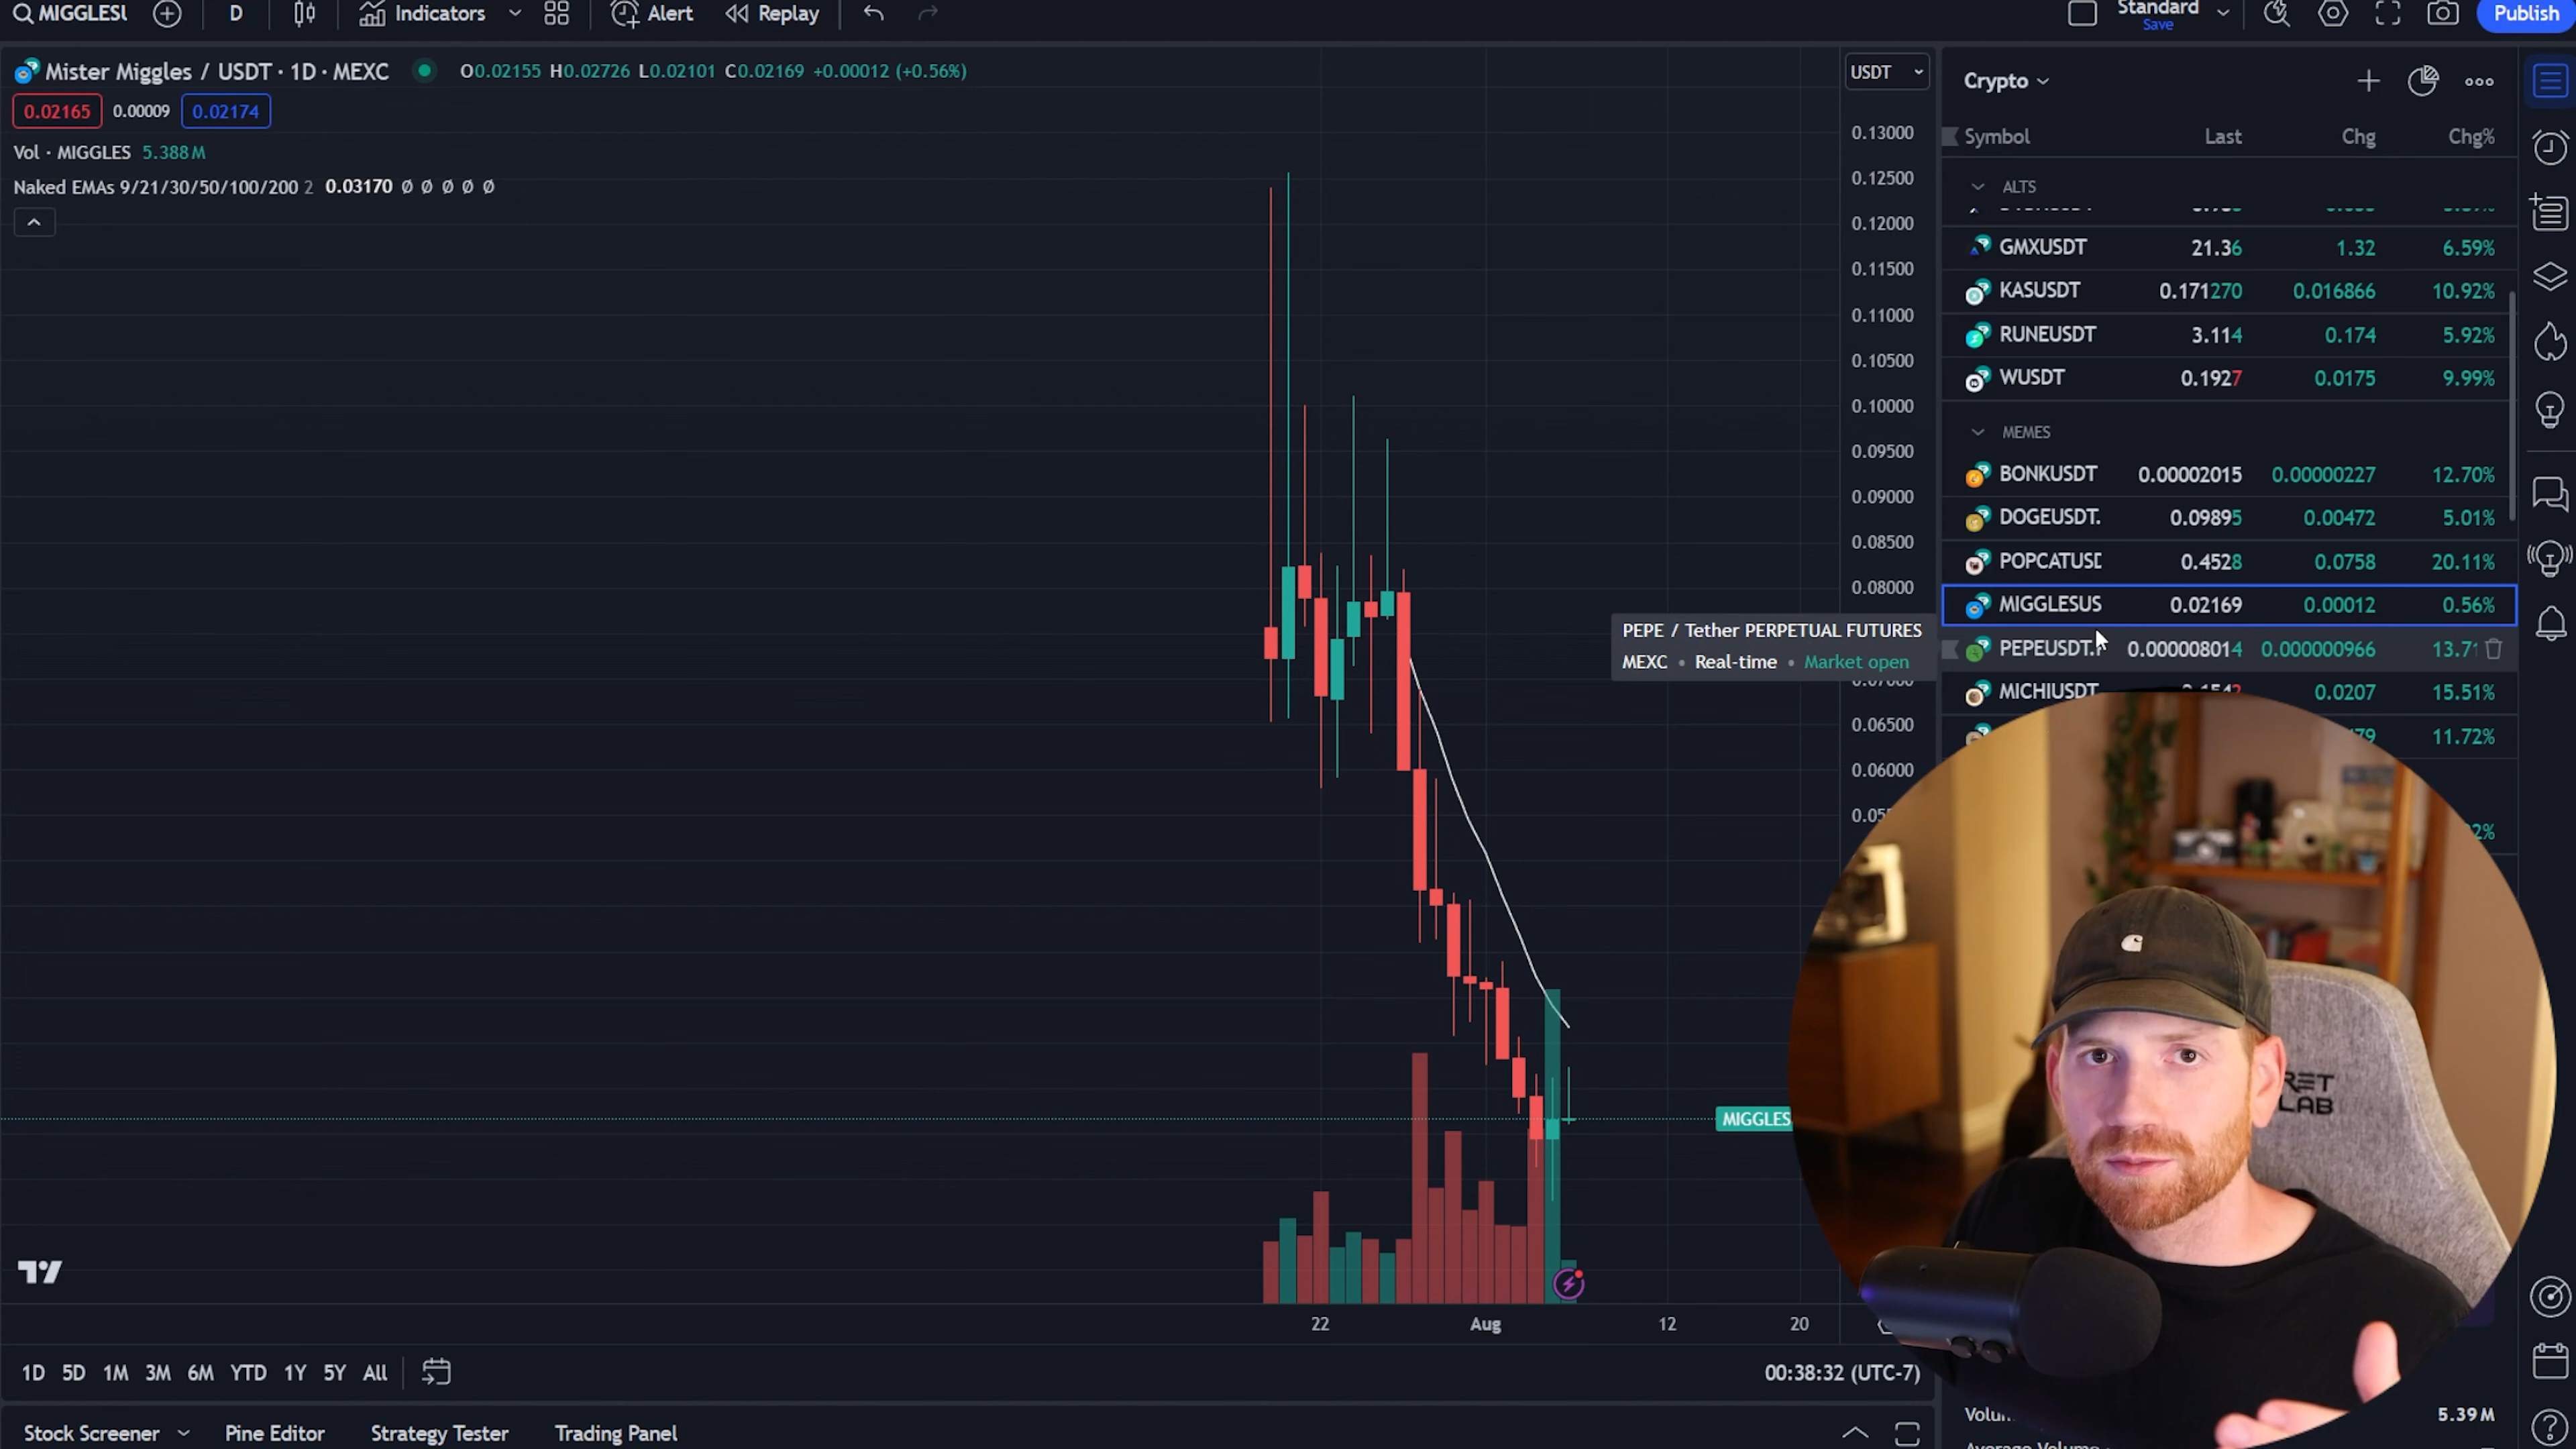 MIGGLESU D Indicators Alert Replay Standard Save Publish
Mister Miggles / USDT · 1D · MEXC O0.02155 H0.02726 L0.02101 C0.02169 +0.00012 (+0.56%)
0.02165 0.00009 0.02174
Vol · MIGGLES 5.388 M
Naked EMAs 9/21/30/50/100/200 2 0.03170 Ø Ø Ø Ø Ø
USDT
0.13000
0.12500
0.12000
0.11500
0.11000
0.10500
0.10000
0.09500
0.09000
0.08500
0.08000
0.06500
0.06000
PEPE / Tether PERPETUAL FUTURES
MEXC • Real-time • Market open
MIGGLES
22 Aug 12 20
1D 5D 1M 3M 6M YTD 1Y 5Y All
00:38:32 (UTC-7)
Stock Screener Pine Editor Strategy Tester Trading Panel
Crypto
Symbol Last Chg Chg%
ALTS
GMXUSDT 21.36 1.32 6.59%
KASUSDT 0.171270 0.016866 10.92%
RUNEUSDT 3.114 0.174 5.92%
WUSDT 0.1927 0.0175 9.99%
MEMES
BONKUSDT 0.00002015 0.00000227 12.70%
DOGEUSDT. 0.09895 0.00472 5.01%
POPCATUSD 0.4528 0.0758 20.11%
MIGGLESUS 0.02169 0.00012 0.56%
PEPEUSDT. 0.000008014 0.000000966 13.71
MICHIUSDT 0.0207 15.51%
11.72%
5.39 M